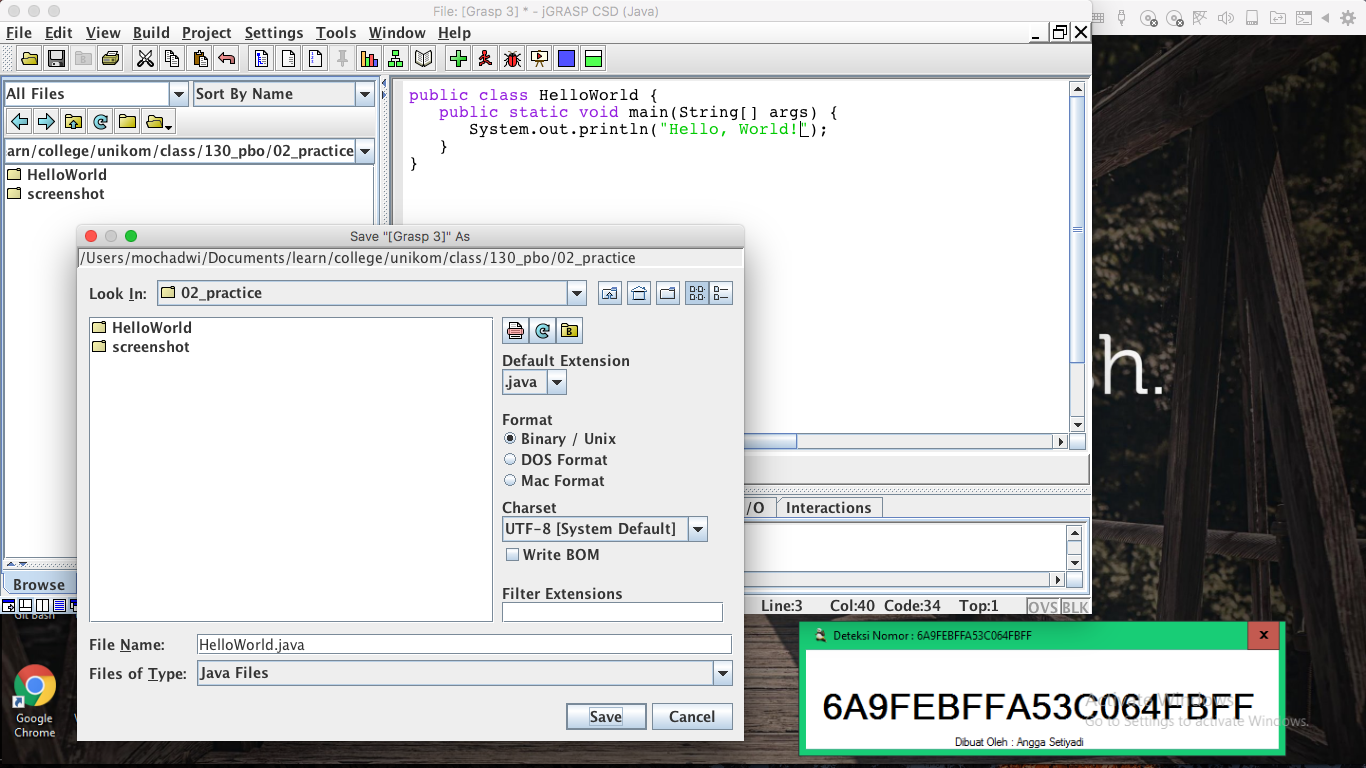 File: [Grasp 3] * - jGRASP CSD (Java)
File Edit View Build Project Settings Tools Window Help
All Files
Sort By Name
arn/college/unikom/class/130_pbo/02_practice
HelloWorld
screenshot
public class HelloWorld {
public static void main(String[] args) {
System.out.println("Hello, World!");
}
}
Save "[Grasp 3]" As
/Users/mochadwi/Documents/learn/college/unikom/class/130_pbo/02_practice
Look In: 02_practice
HelloWorld
screenshot
B
Default Extension
.java
Format
Binary / Unix
DOS Format
Mac Format
Charset
UTF-8 [System Default]
Write BOM
Filter Extensions
File Name: HelloWorld.java
Files of Type: Java Files
Save Cancel
h.
/O Interactions
Browse
Line:3 Col:40 Code:34 Top:1 OVS BLK
Git Bash
Google
Chrome
Deteksi Nomor : 6A9FEBFFA53C064FBFF
x
6A9FEBFFA53C064FBFF
Activate Windows
Go to Settings to activate Windows.
Dibuat Oleh : Angga Setiyadi